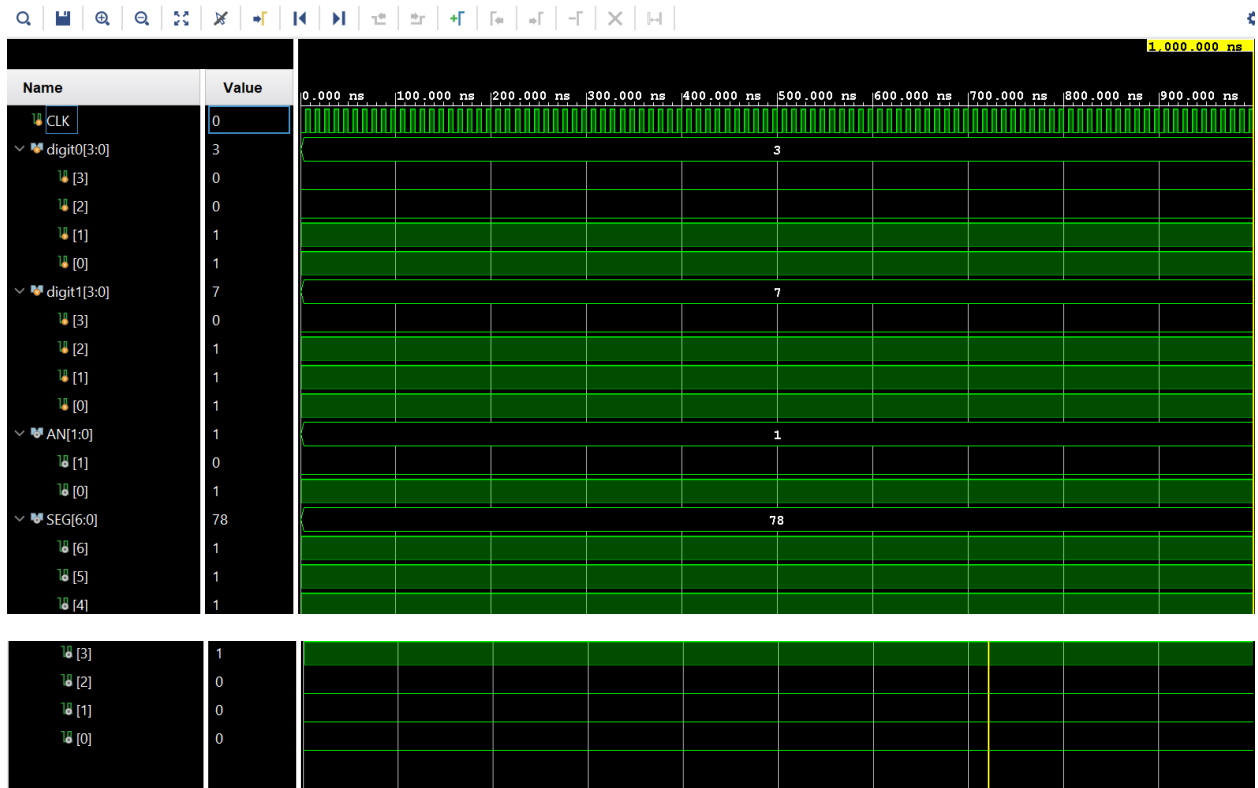 1,000.000 ns
Name Value
0.000 ns 100.000 ns 200.000 ns 300.000 ns 400.000 ns 500.000 ns 600.000 ns 700.000 ns 800.000 ns 900.000 ns
CLK 0
digit0[3:0] 3 3
[3] 0
[2] 0
[1] 1
[0] 1
digit1[3:0] 7 7
[3] 0
[2] 1
[1] 1
[0] 1
AN[1:0] 1 1
[1] 0
[0] 1
SEG[6:0] 78 78
[6] 1
[5] 1
[4] 1
[3] 1
[2] 0
[1] 0
[0] 0